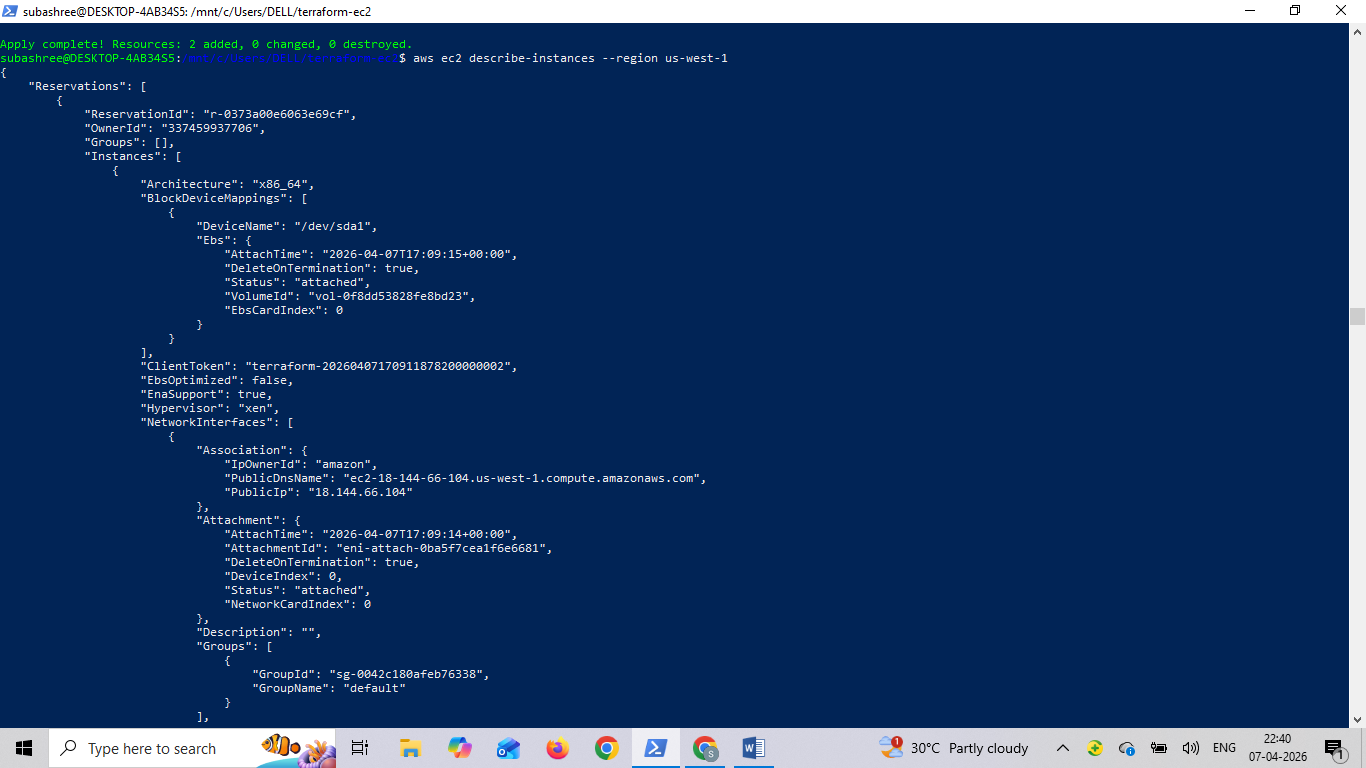 subashree@DESKTOP-4AB34S5: /mnt/c/Users/DELL/terraform-ec2
Apply complete! Resources: 2 added, 0 changed, 0 destroyed.
subashree@DESKTOP-4AB34S5:/mnt/c/Users/DELL/terraform-ec2$ aws ec2 describe-instances --region us-west-1
{
    "Reservations": [
        {
            "ReservationId": "r-0373a00e6063e69cf",
            "OwnerId": "337459937706",
            "Groups": [],
            "Instances": [
                {
                    "Architecture": "x86_64",
                    "BlockDeviceMappings": [
                        {
                            "DeviceName": "/dev/sda1",
                            "Ebs": {
                                "AttachTime": "2026-04-07T17:09:15+00:00",
                                "DeleteOnTermination": true,
                                "Status": "attached",
                                "VolumeId": "vol-0f8dd53828fe8bd23",
                                "EbsCardIndex": 0
                            }
                        }
                    ],
                    "ClientToken": "terraform-20260407170911878200000002",
                    "EbsOptimized": false,
                    "EnaSupport": true,
                    "Hypervisor": "xen",
                    "NetworkInterfaces": [
                        {
                            "Association": {
                                "IpOwnerId": "amazon",
                                "PublicDnsName": "ec2-18-144-66-104.us-west-1.compute.amazonaws.com",
                                "PublicIp": "18.144.66.104"
                            },
                            "Attachment": {
                                "AttachTime": "2026-04-07T17:09:14+00:00",
                                "AttachmentId": "eni-attach-0ba5f7cea1f6e6681",
                                "DeleteOnTermination": true,
                                "DeviceIndex": 0,
                                "Status": "attached",
                                "NetworkCardIndex": 0
                            },
                            "Description": "",
                            "Groups": [
                                {
                                    "GroupId": "sg-0042c180afeb76338",
                                    "GroupName": "default"
                                }
                            ],
Type here to search
1
30°C Partly cloudy
ENG
22:40
07-04-2026
1